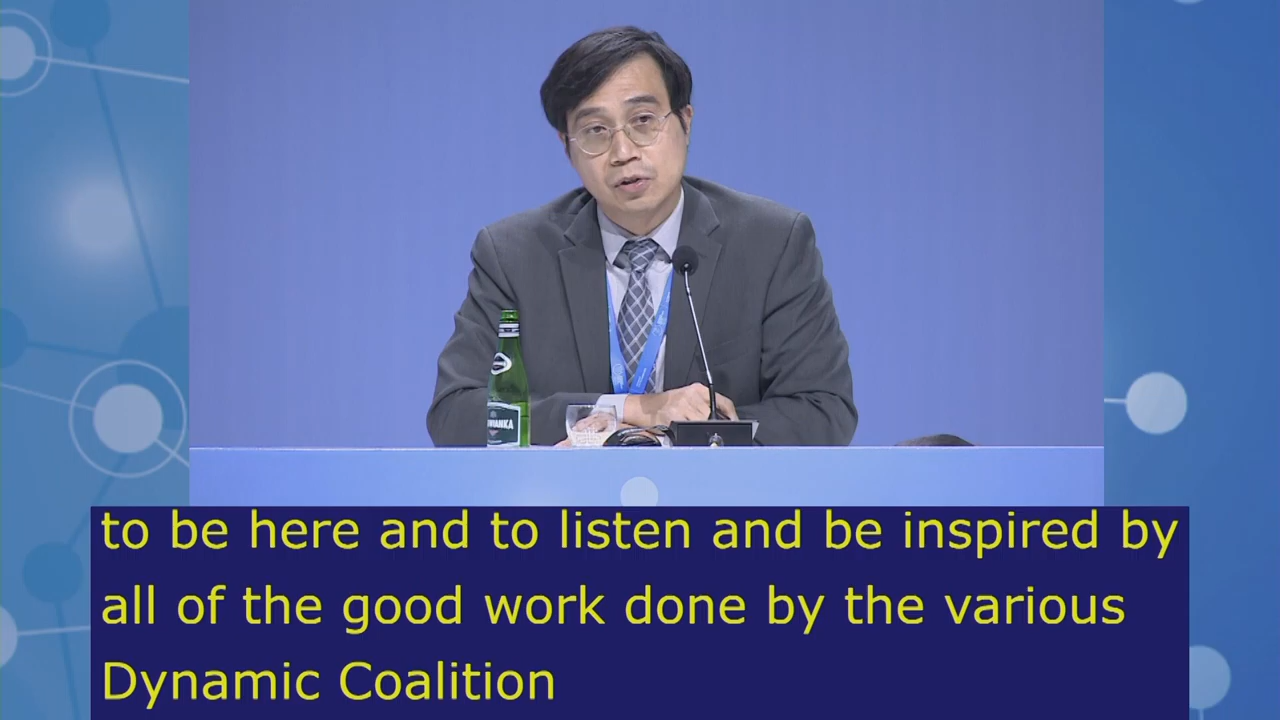 WIANKA
to be here and to listen and be inspired by
all of the good work done by the various
Dynamic Coalition